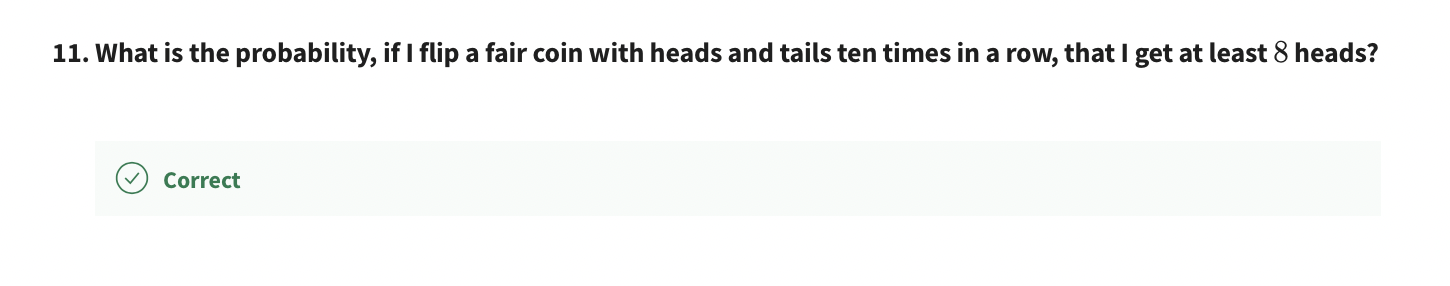 11. What is the probability, if I flip a fair coin with heads and tails ten times in a row, that I get at least 8 heads?
Correct